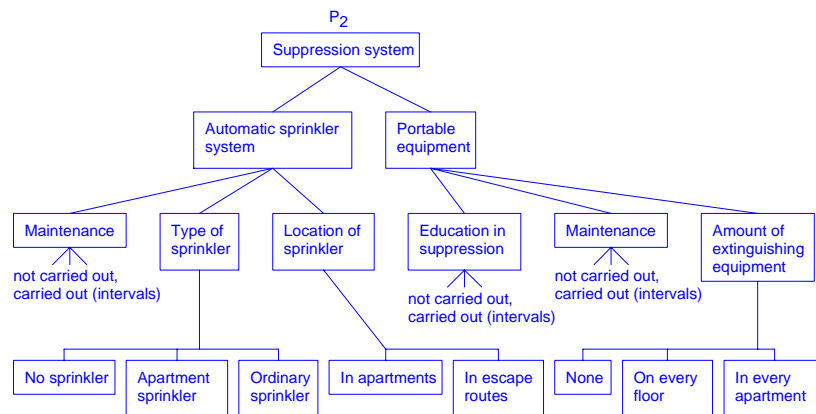 P2
Suppression system
Automatic sprinkler
system
Portable
equipment
Maintenance
not carried out,
carried out (intervals)
Type of
sprinkler
Location of
sprinkler
Education in
suppression
not carried out,
carried out (intervals)
Maintenance
not carried out,
carried out (intervals)
Amount of
extinguishing
equipment
No sprinkler
Apartment
sprinkler
Ordinary
sprinkler
In apartments
In escape
routes
None
On every
floor
In every
apartment